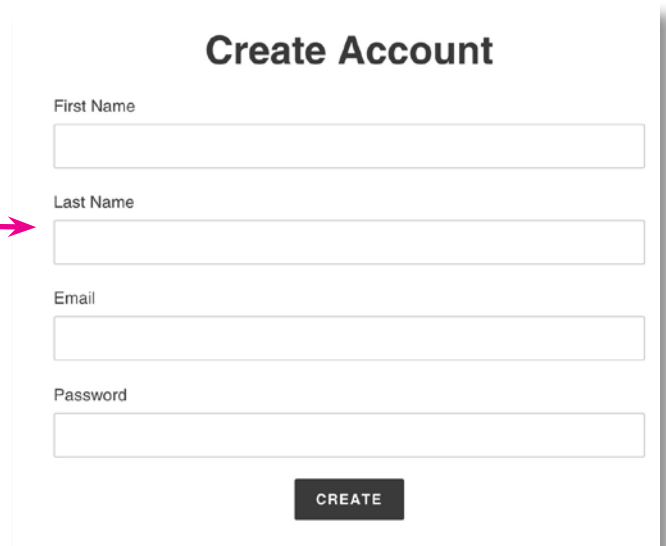 Create Account
First Name
Last Name
Email
Password
CREATE